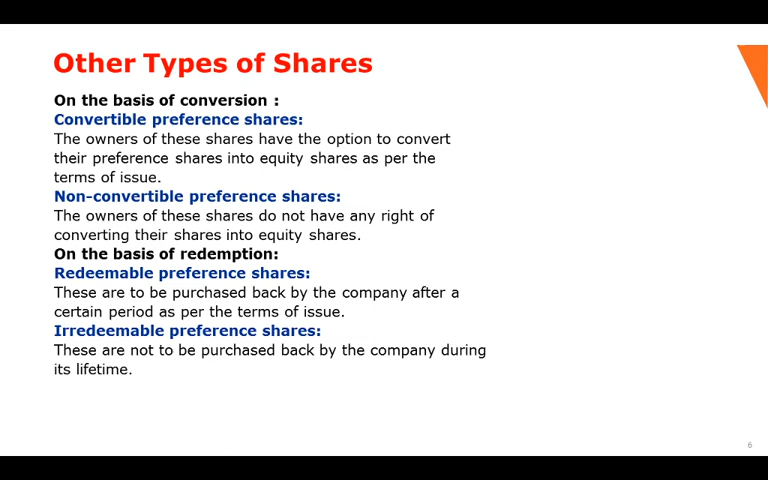 Other Types of Shares
On the basis of conversion :
Convertible preference shares:
The owners of these shares have the option to convert
their preference shares into equity shares as per the
terms of issue.
Non-convertible preference shares:
The owners of these shares do not have any right of
converting their shares into equity shares.
On the basis of redemption:
Redeemable preference shares:
These are to be purchased back by the company after a
certain period as per the terms of issue.
Irredeemable preference shares:
These are not to be purchased back by the company during
its lifetime.
6